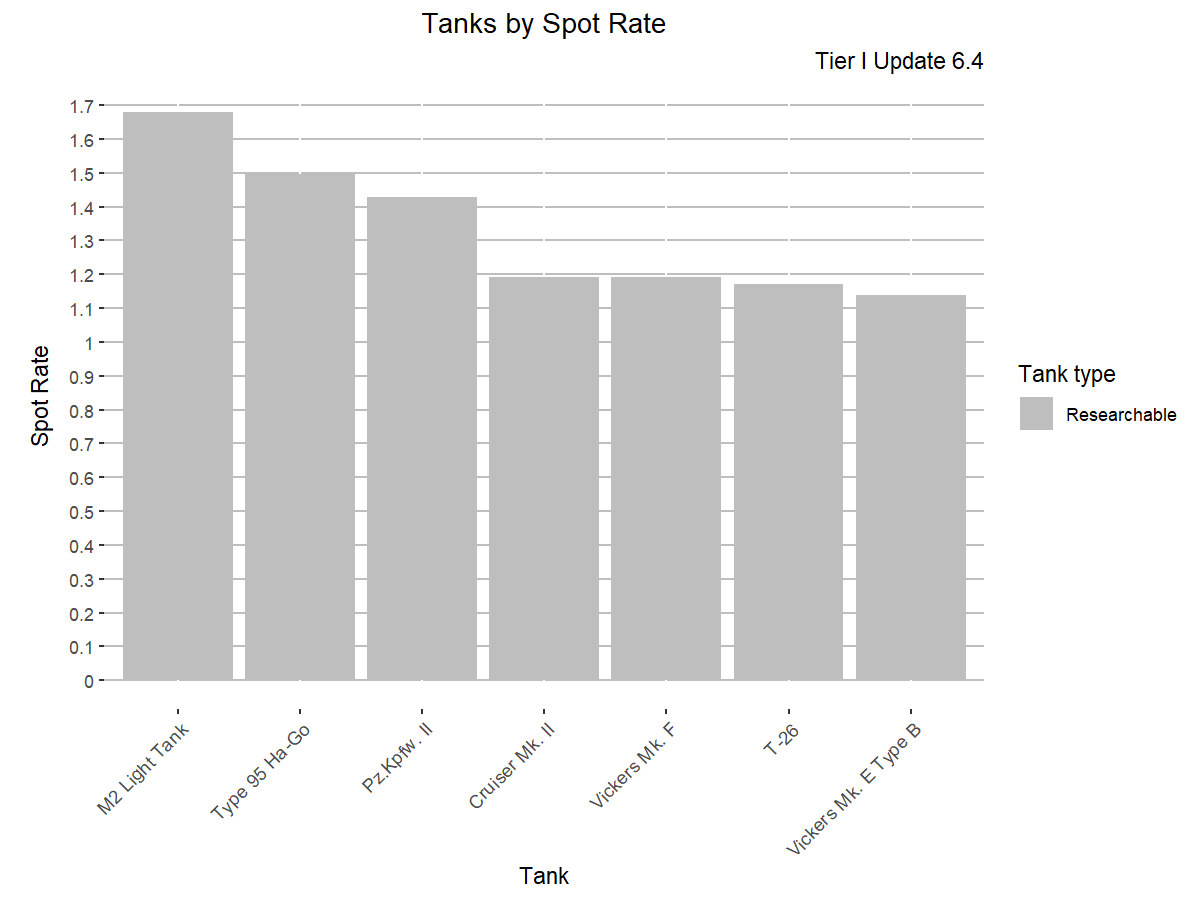 Tanks by Spot Rate
Tier I Update 6.4
1.7
1.6
1.5
1.4
1.3
1.2
1.1
1
0.9
0.8
0.7
0.6
0.5
0.4
0.3
0.2
0.1
0
Spot Rate
M2 Light Tank
Type 95 Ha-Go
Pz.Kpfw. II
Cruiser Mk. II
Vickers Mk. F
T-26
Vickers Mk. E Type B
Tank
Tank type
Researchable